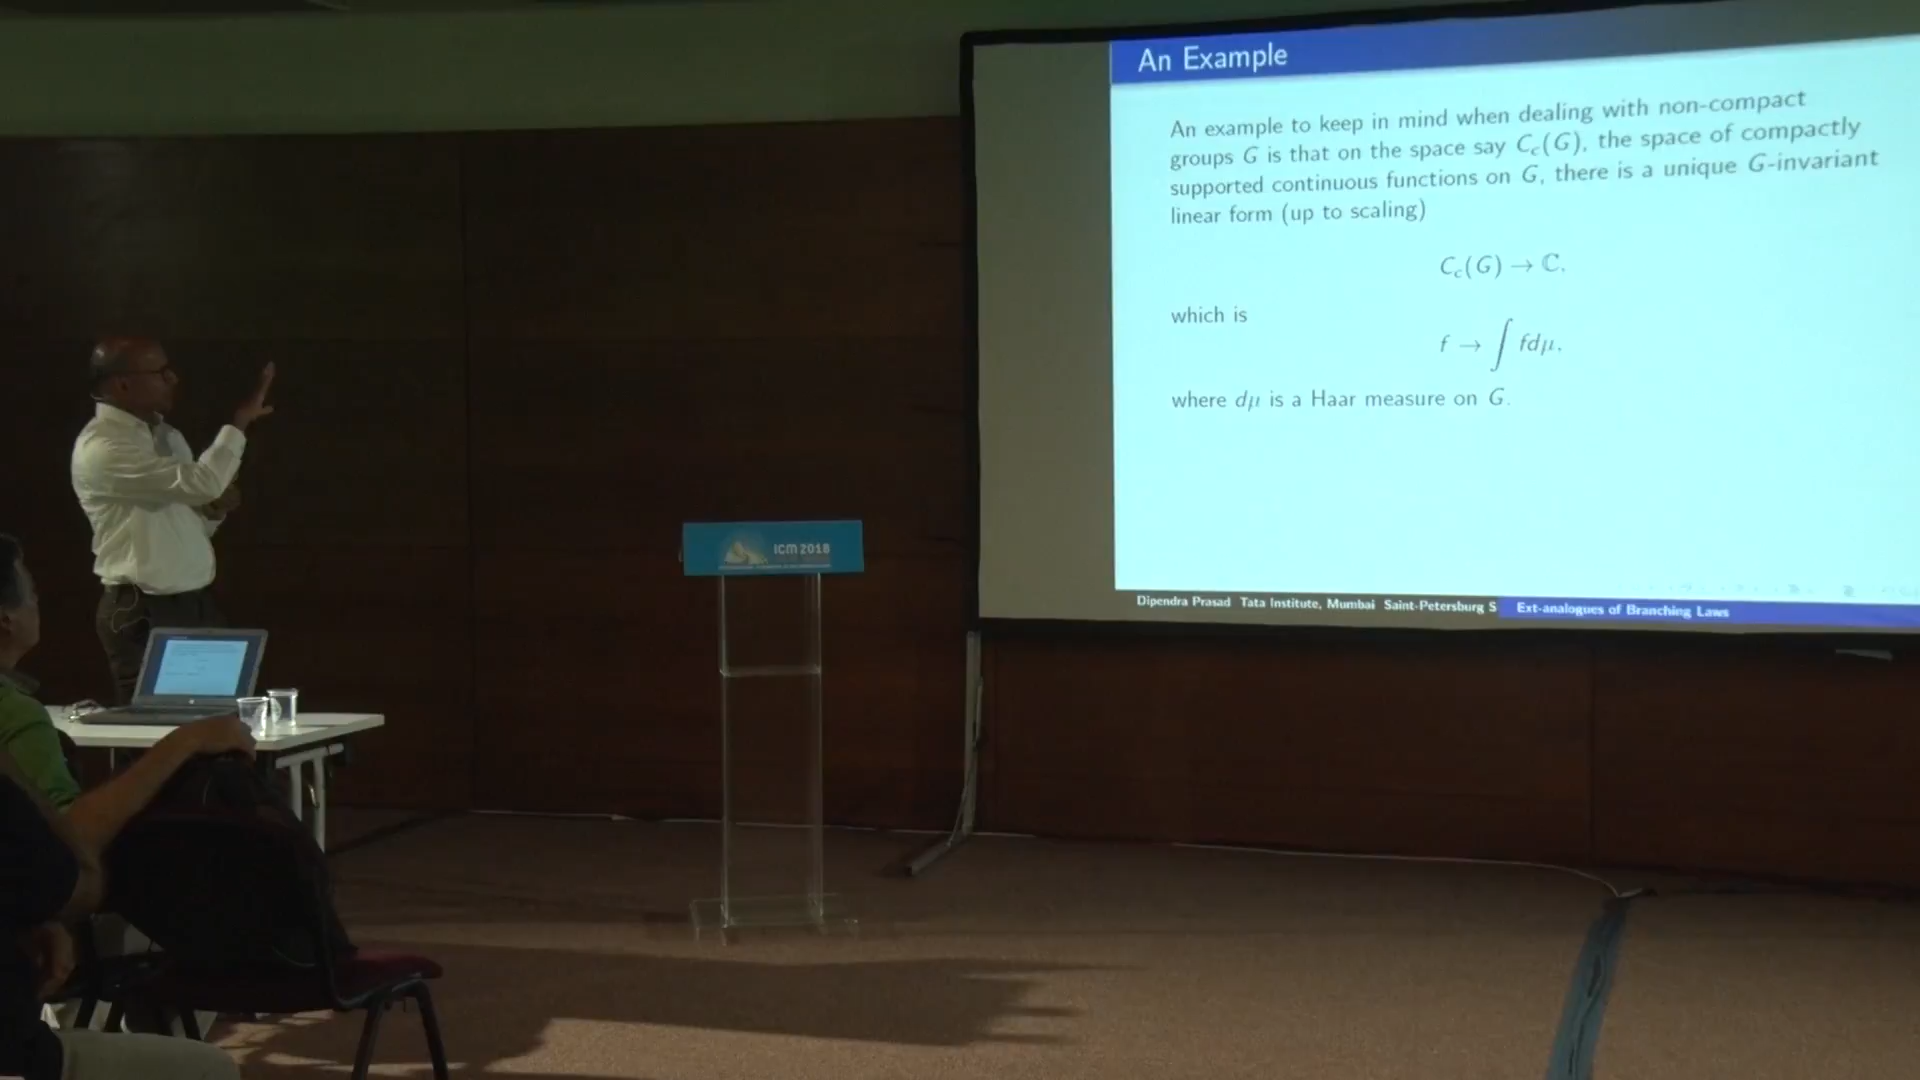 An Example
An example to keep in mind when dealing with non-compact
groups G is that on the space say C_c(G), the space of compactly
supported continuous functions on G, there is a unique G-invariant
linear form (up to scaling)
C_c(G) → ℂ,
which is
f → ∫ fdμ,
where dμ is a Haar measure on G.
Dipendra Prasad Tata Institute, Mumbai Saint-Petersburg S
Ext-analogues of Branching Laws
ICM 2018